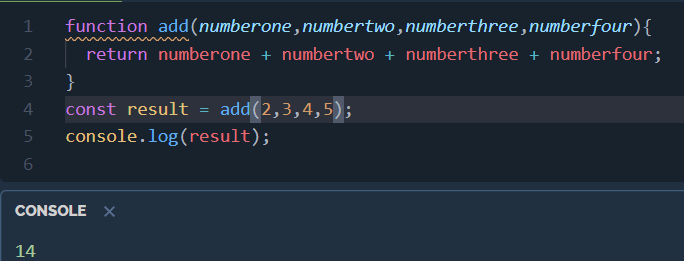 1 function add(numberone,numbertwo,numberthree,numberfour){
2 return numberone + numbertwo + numberthree + numberfour;
3 }
4 const result = add(2,3,4,5);
5 console.log(result);
6
CONSOLE ×
14